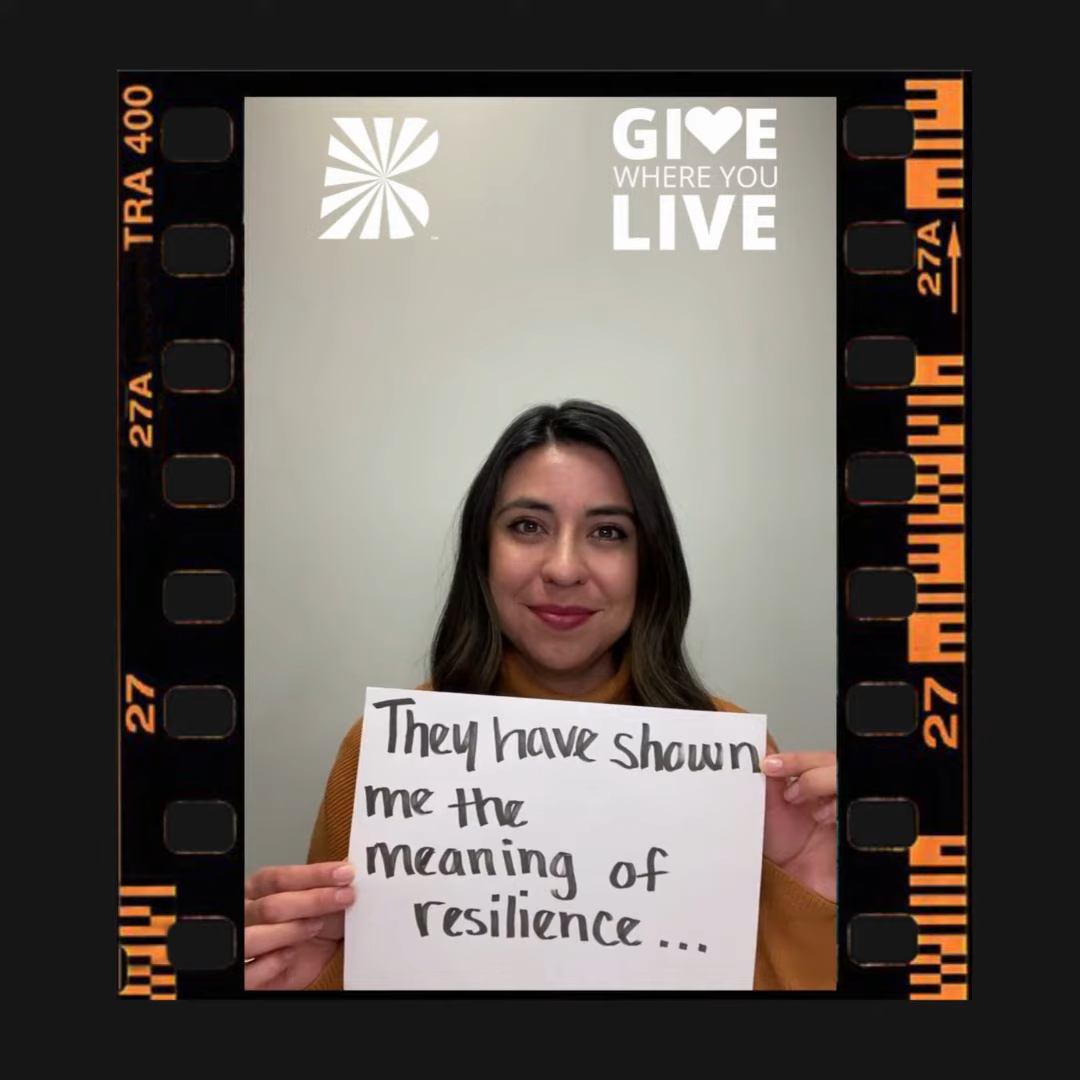 TRA 400
27A
27
GIVE
WHERE YOU
LIVE
They have shown
me the
meaning of
resilience...
27A
27